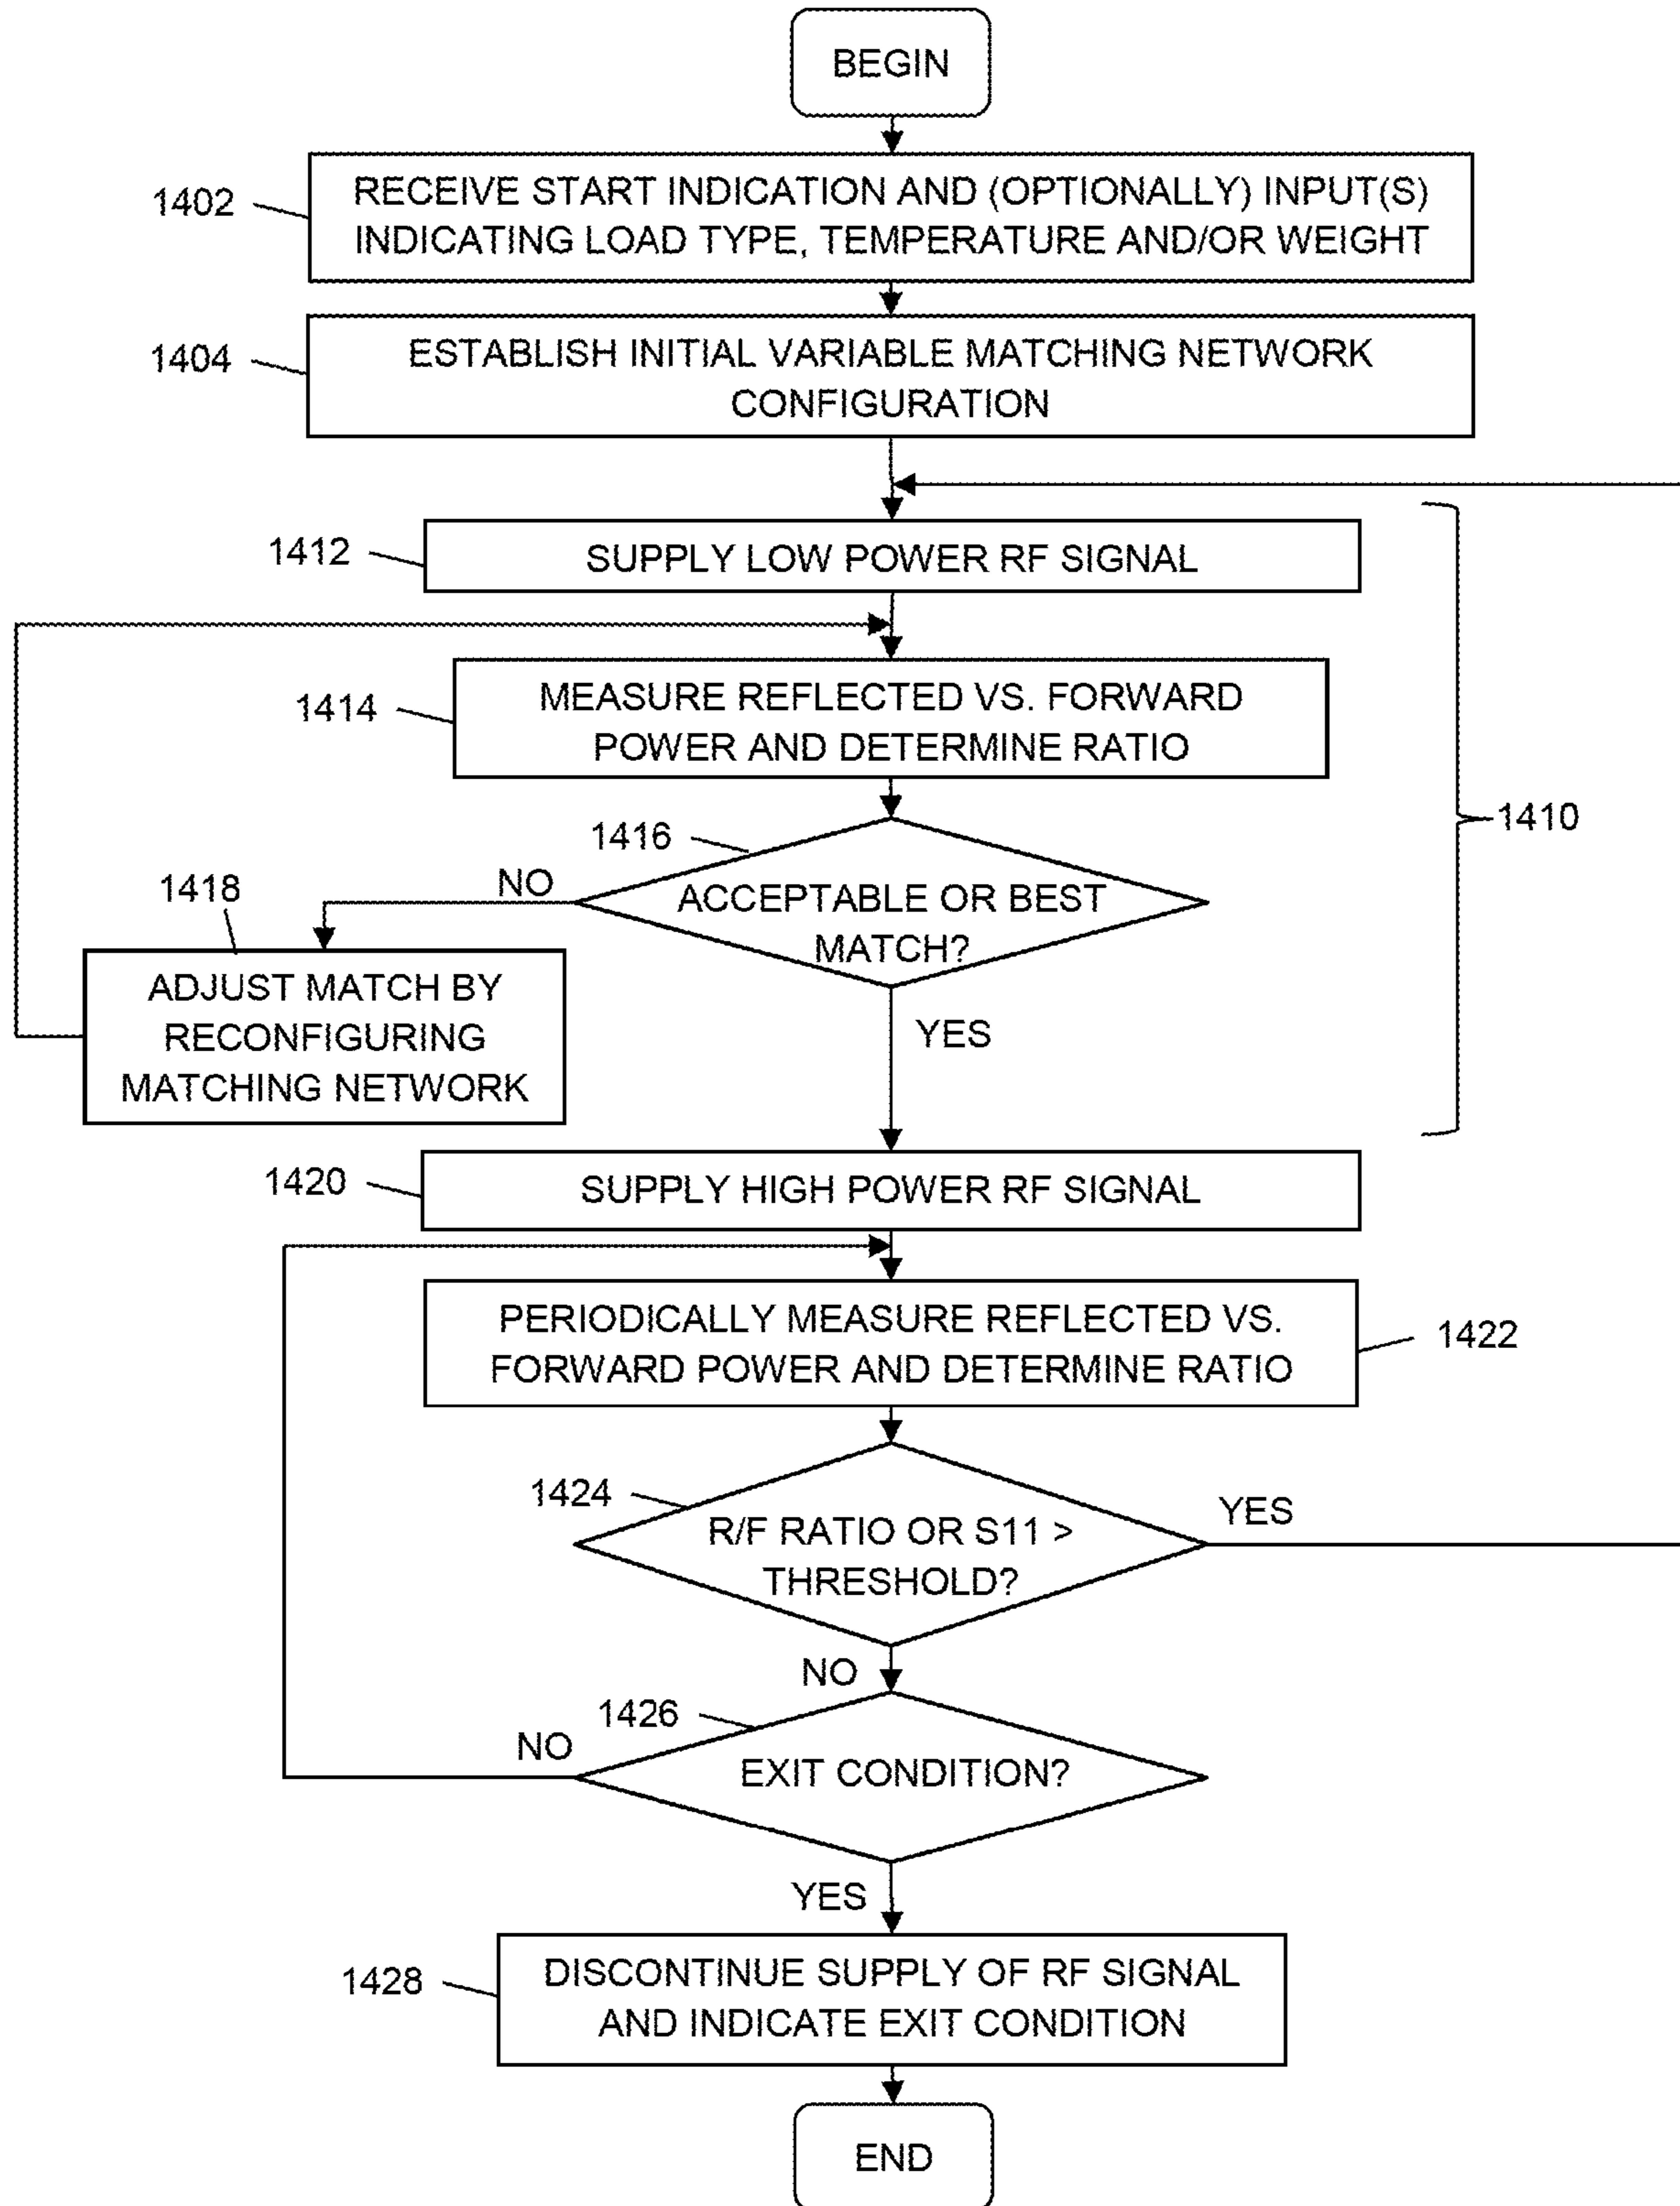 BEGIN
1402
RECEIVE START INDICATION AND (OPTIONALLY) INPUT(S)
INDICATING LOAD TYPE, TEMPERATURE AND/OR WEIGHT
1404
ESTABLISH INITIAL VARIABLE MATCHING NETWORK
CONFIGURATION
1412
SUPPLY LOW POWER RF SIGNAL
1414
MEASURE REFLECTED VS. FORWARD
POWER AND DETERMINE RATIO
1410
1416
ACCEPTABLE OR BEST
MATCH?
NO
1418
ADJUST MATCH BY
RECONFIGURING
MATCHING NETWORK
YES
1420
SUPPLY HIGH POWER RF SIGNAL
PERIODICALLY MEASURE REFLECTED VS.
FORWARD POWER AND DETERMINE RATIO
1422
1424
R/F RATIO OR S11 >
THRESHOLD?
YES
NO
1426
EXIT CONDITION?
NO
YES
1428
DISCONTINUE SUPPLY OF RF SIGNAL
AND INDICATE EXIT CONDITION
END